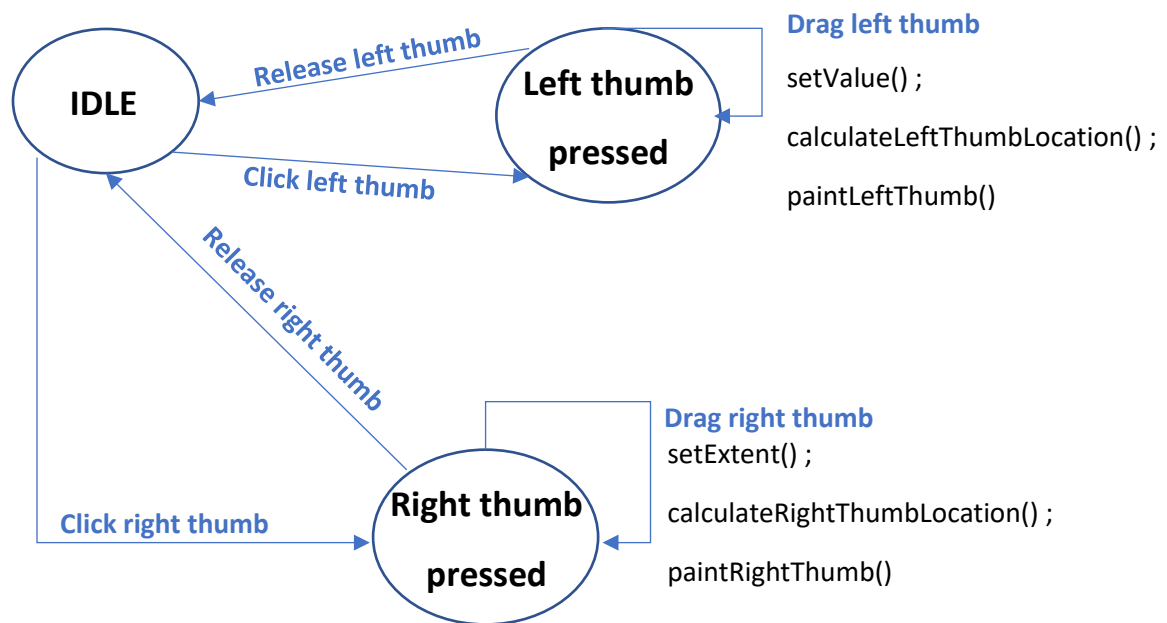 Release left thumb
IDLE
Click left thumb
Left thumb
pressed
Drag left thumb
setValue() ;
calculateLeftThumbLocation() ;
paintLeftThumb()
Release right thumb
Click right thumb
Right thumb
pressed
Drag right thumb
setExtent() ;
calculateRightThumbLocation() ;
paintRightThumb()